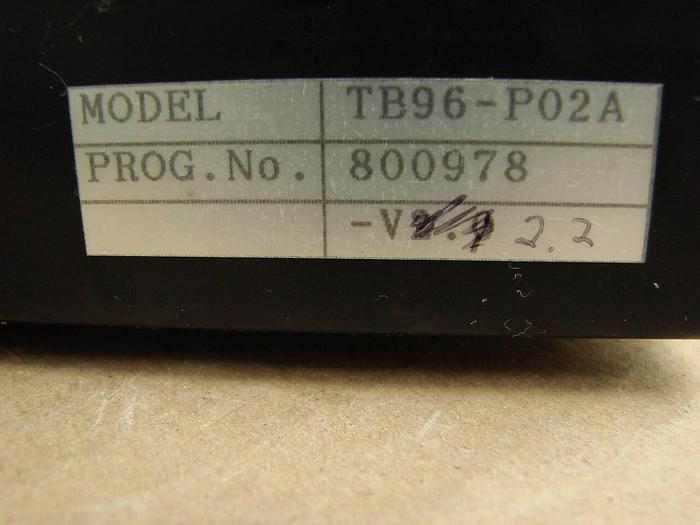 MODEL TB96-P02A
PROG.No. 800978
-V 2.2